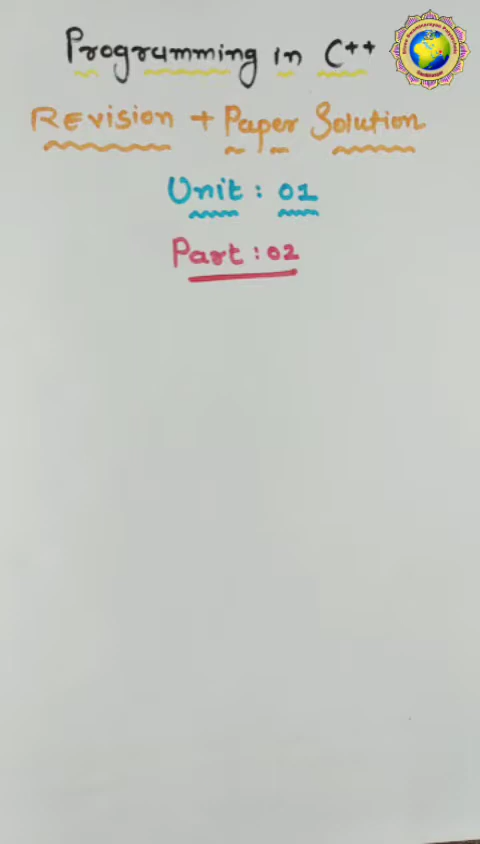 Programming in C++
REvision + Paper Solution
Unit : 01
Part : 02